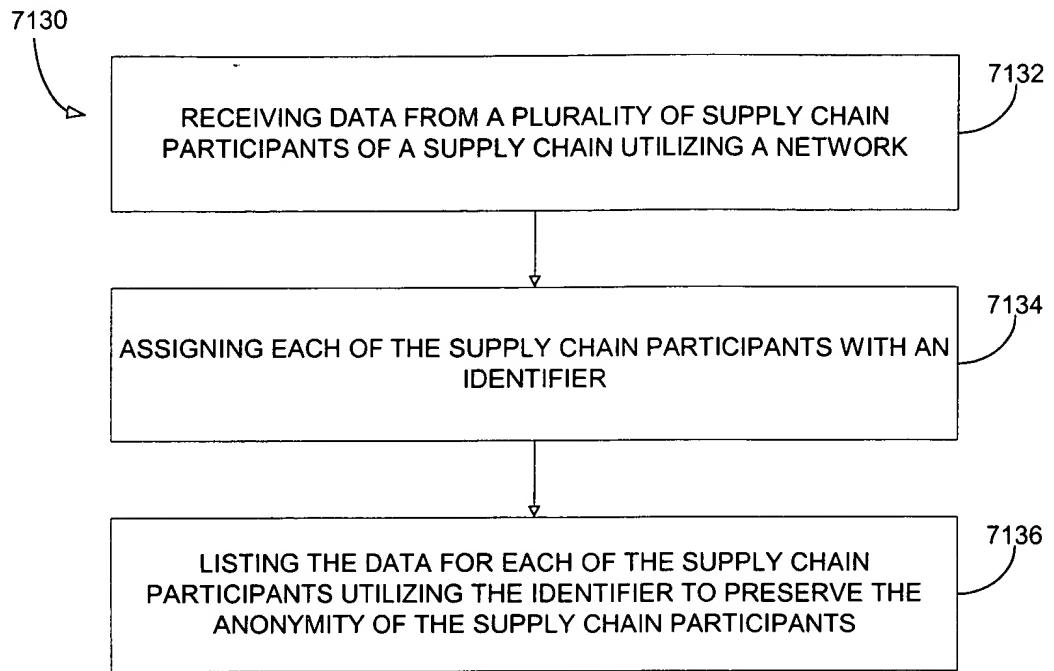 7130
7132
RECEIVING DATA FROM A PLURALITY OF SUPPLY CHAIN
PARTICIPANTS OF A SUPPLY CHAIN UTILIZING A NETWORK
7134
ASSIGNING EACH OF THE SUPPLY CHAIN PARTICIPANTS WITH AN
IDENTIFIER
7136
LISTING THE DATA FOR EACH OF THE SUPPLY CHAIN
PARTICIPANTS UTILIZING THE IDENTIFIER TO PRESERVE THE
ANONYMITY OF THE SUPPLY CHAIN PARTICIPANTS